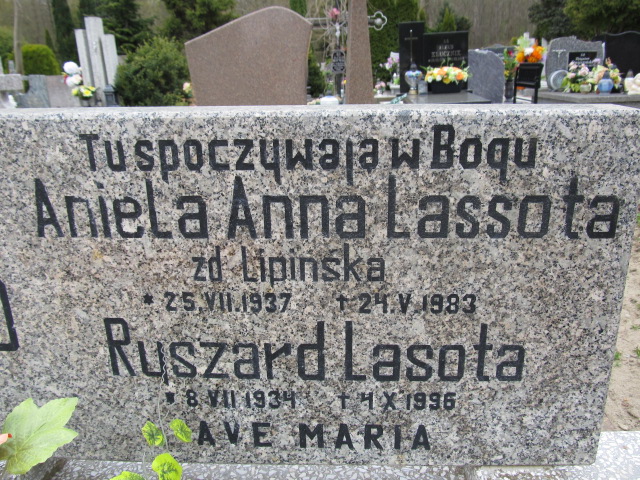 Tu spoczywają w Bogu
Aniela Anna Lassota
zd Lipinska
* 25.VII.1937 † 24.V.1983
Ryszard Lasota
* 8 VII 1934 † 4 X 1996
AVE MARIA